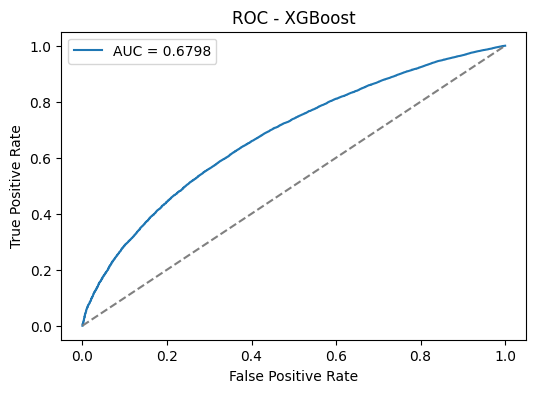 ROC - XGBoost
AUC = 0.6798
True Positive Rate
1.0
0.8
0.6
0.4
0.2
0.0
0.0 0.2 0.4 0.6 0.8 1.0
False Positive Rate